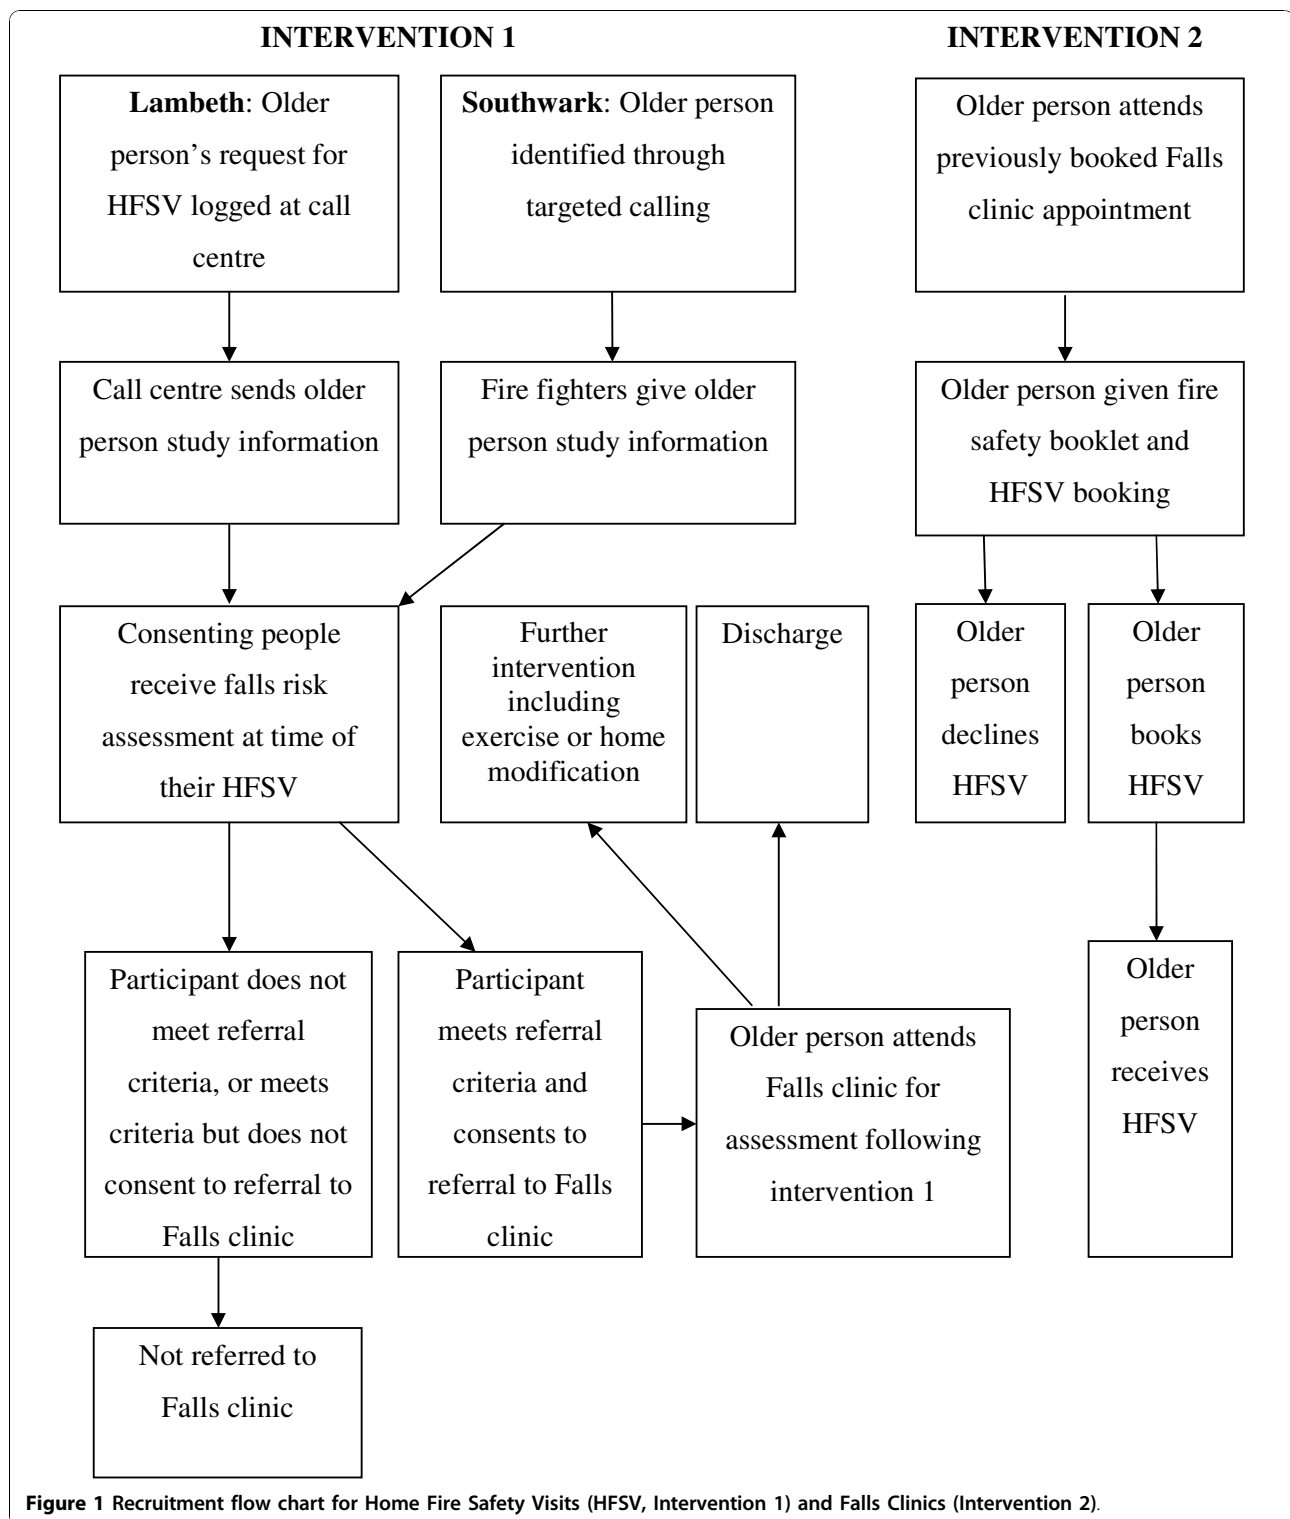 INTERVENTION 1
INTERVENTION 2
Lambeth: Older
person’s request for
HFSV logged at call
centre
Southwark: Older person
identified through
targeted calling
Older person attends
previously booked Falls
clinic appointment
Call centre sends older
person study information
Fire fighters give older
person study information
Older person given fire
safety booklet and
HFSV booking
Consenting people
receive falls risk
assessment at time of
their HFSV
Further
intervention
including
exercise or home
modification
Discharge
Older
person
declines
HFSV
Older
person
books
HFSV
Participant does not
meet referral
criteria, or meets
criteria but does not
consent to referral to
Falls clinic
Participant
meets referral
criteria and
consents to
referral to Falls
clinic
Older person attends
Falls clinic for
assessment following
intervention 1
Older
person
receives
HFSV
Not referred to
Falls clinic
Figure 1 Recruitment flow chart for Home Fire Safety Visits (HFSV, Intervention 1) and Falls Clinics (Intervention 2).